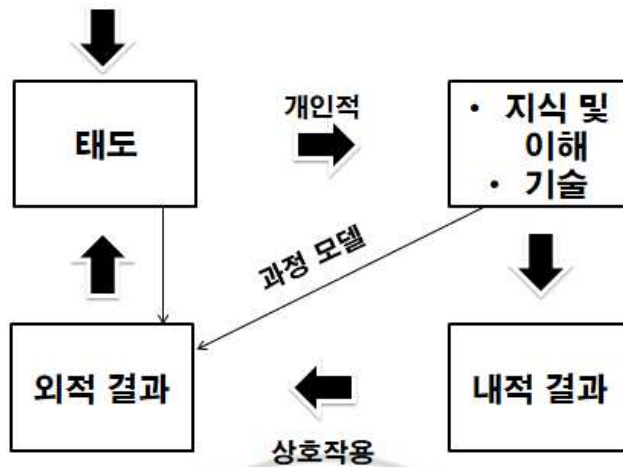 개인적
태도
• 지식 및
이해
• 기술
과정 모델
외적 결과
내적 결과
상호작용